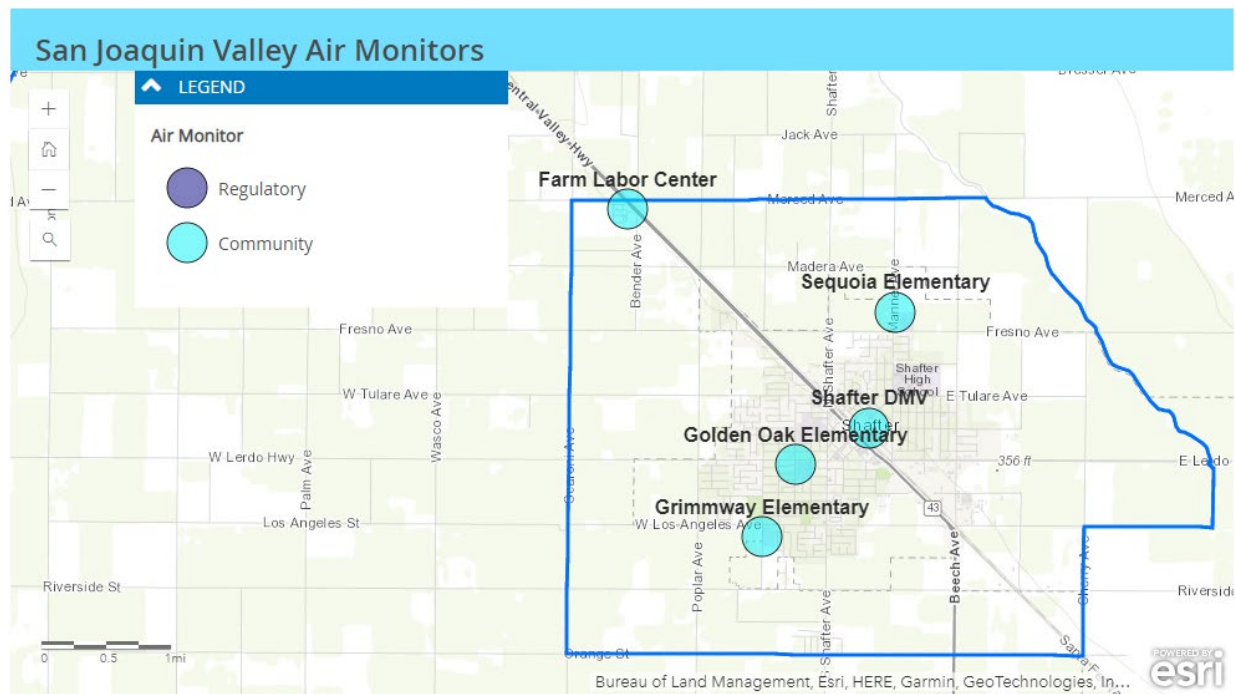 San Joaquin Valley Air Monitors
LEGEND
Air Monitor
Regulatory
Community
Shafter
Jack Ave
Central-Valley-Hwy
Farm Labor Center
Merced Ave
Merced A
Bender Ave
Madera Ave
Sequoia Elementary
Fresno Ave
Fresno Ave
N Shafter Ave
Shafter
High
School
W Tulare Ave
E Tulare Ave
Shafter DMV
Shafter
Wasco Ave
Golden Oak Elementary
W Lerdo Hwy
Palm Ave
Scaroni Ave
356 ft
E Lerdo
Grimmway Elementary
43
Los Angeles St
W Los Angeles Ave
Poplar Ave
Beech Ave
Cherry Ave
Riverside St
Riverside
S Shafter Ave
Orange St
Santa F
0 0.5 1mi
Bureau of Land Management, Esri, HERE, Garmin, GeoTechnologies, In...
POWERED BY
esri